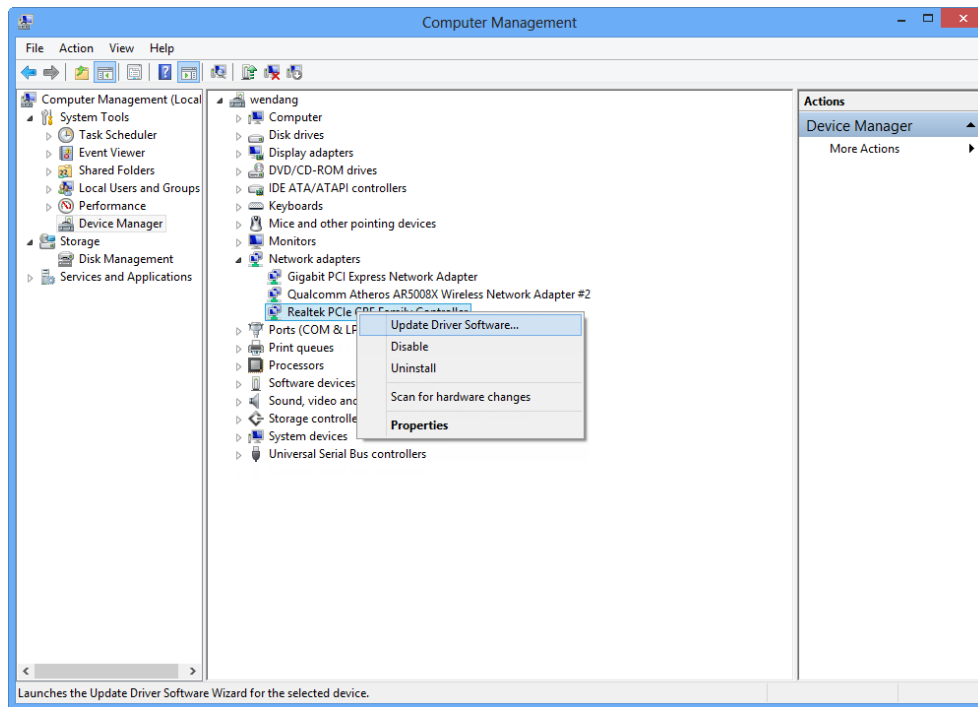 Computer Management
File Action View Help
Computer Management (Local
System Tools
Task Scheduler
Event Viewer
Shared Folders
Local Users and Groups
Performance
Device Manager
Storage
Disk Management
Services and Applications
wendang
Computer
Disk drives
Display adapters
DVD/CD-ROM drives
IDE ATA/ATAPI controllers
Keyboards
Mice and other pointing devices
Monitors
Network adapters
Gigabit PCI Express Network Adapter
Qualcomm Atheros AR5008X Wireless Network Adapter #2
Realtek PCIe GBE Family Controller
Ports (COM & LP
Print queues
Processors
Software devices
Sound, video and
Storage controlle
System devices
Universal Serial Bus controllers
Update Driver Software...
Disable
Uninstall
Scan for hardware changes
Properties
Actions
Device Manager
More Actions
Launches the Update Driver Software Wizard for the selected device.